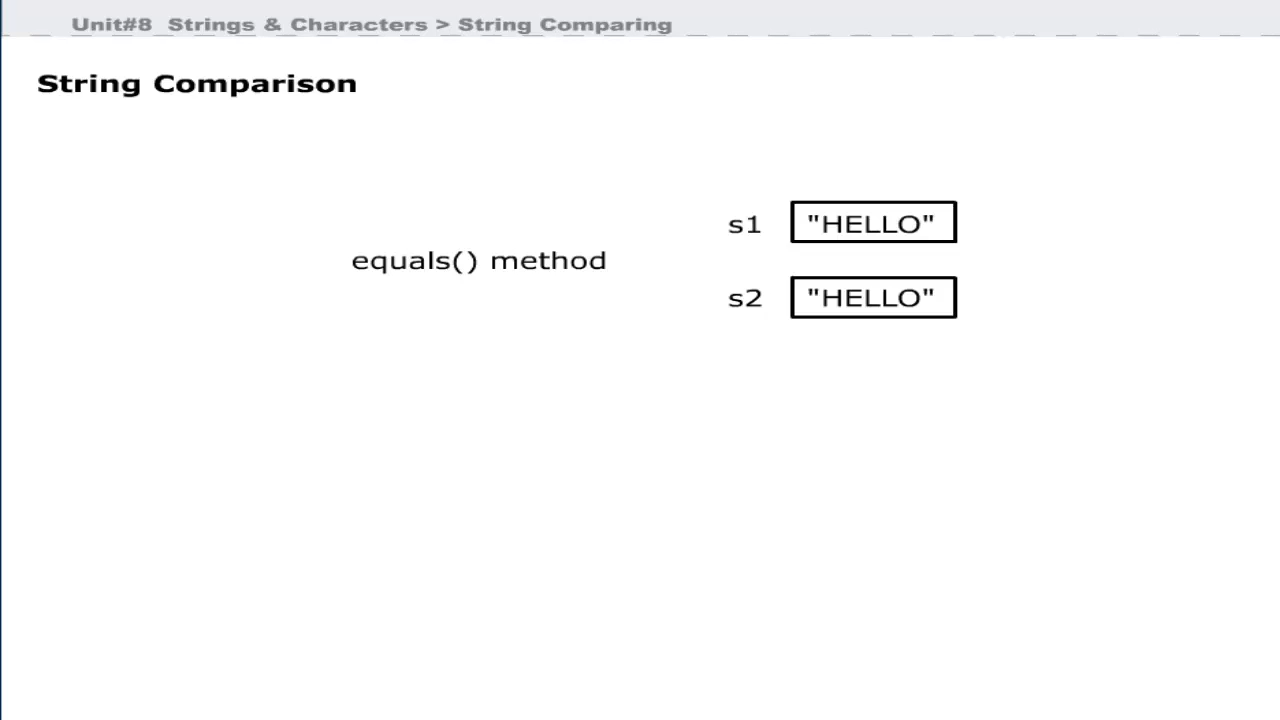 Unit#8 Strings & Characters > String Comparing
String Comparison
s1 "HELLO"
equals() method
s2 "HELLO"